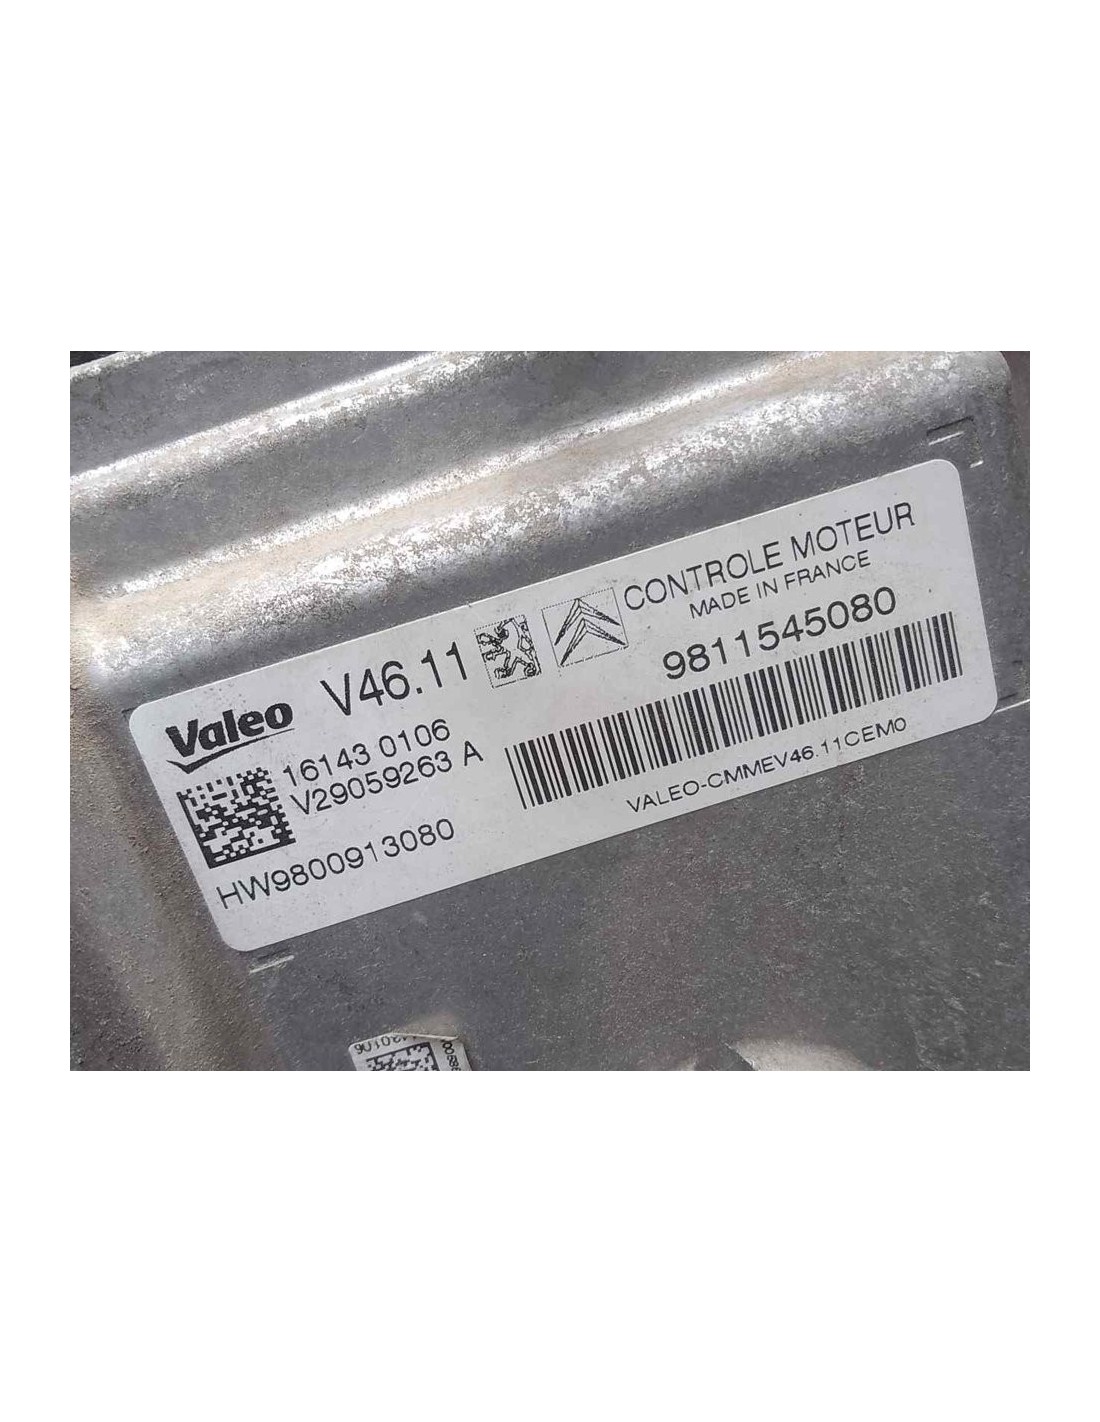 Valeo V46.11
CONTROLE MOTEUR
MADE IN FRANCE
9811545080
16143 0106
V29059263 A
HW9800913080
VALEO-CMMEV46.11CEM0